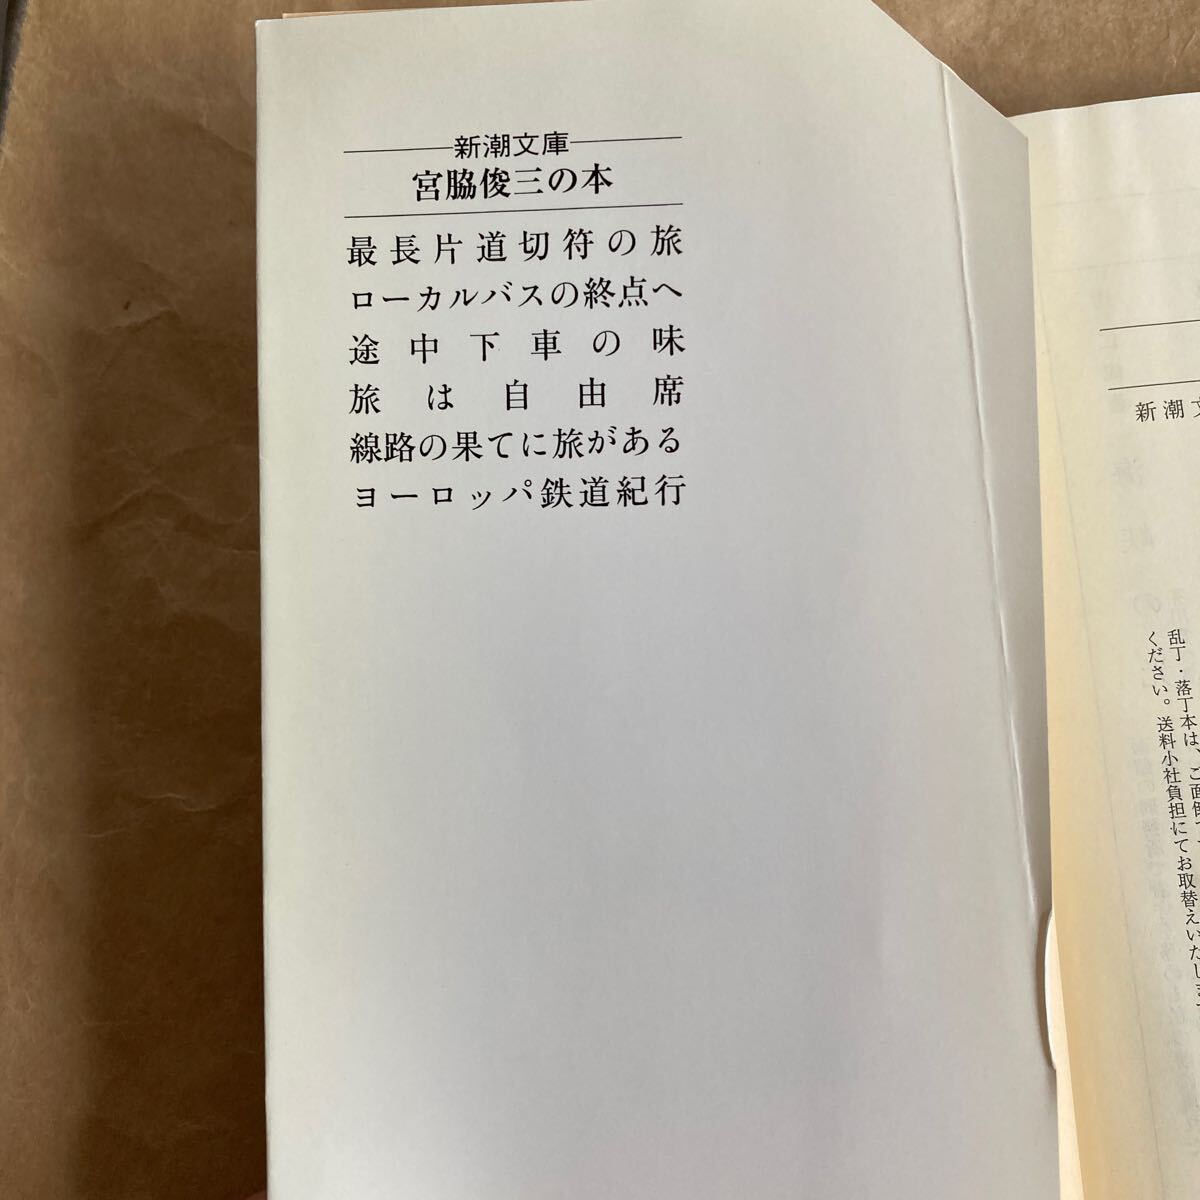 新潮文庫
宮脇俊三の本
最長片道切符の旅
ローカルバスの終点へ
途中下車の味
旅は自由席
線路の果てに旅がある
ヨーロッパ鉄道紀行
新潮文
乱丁・落丁本は、ご面倒で
ください。送料小社負担にてお取替えいたしま